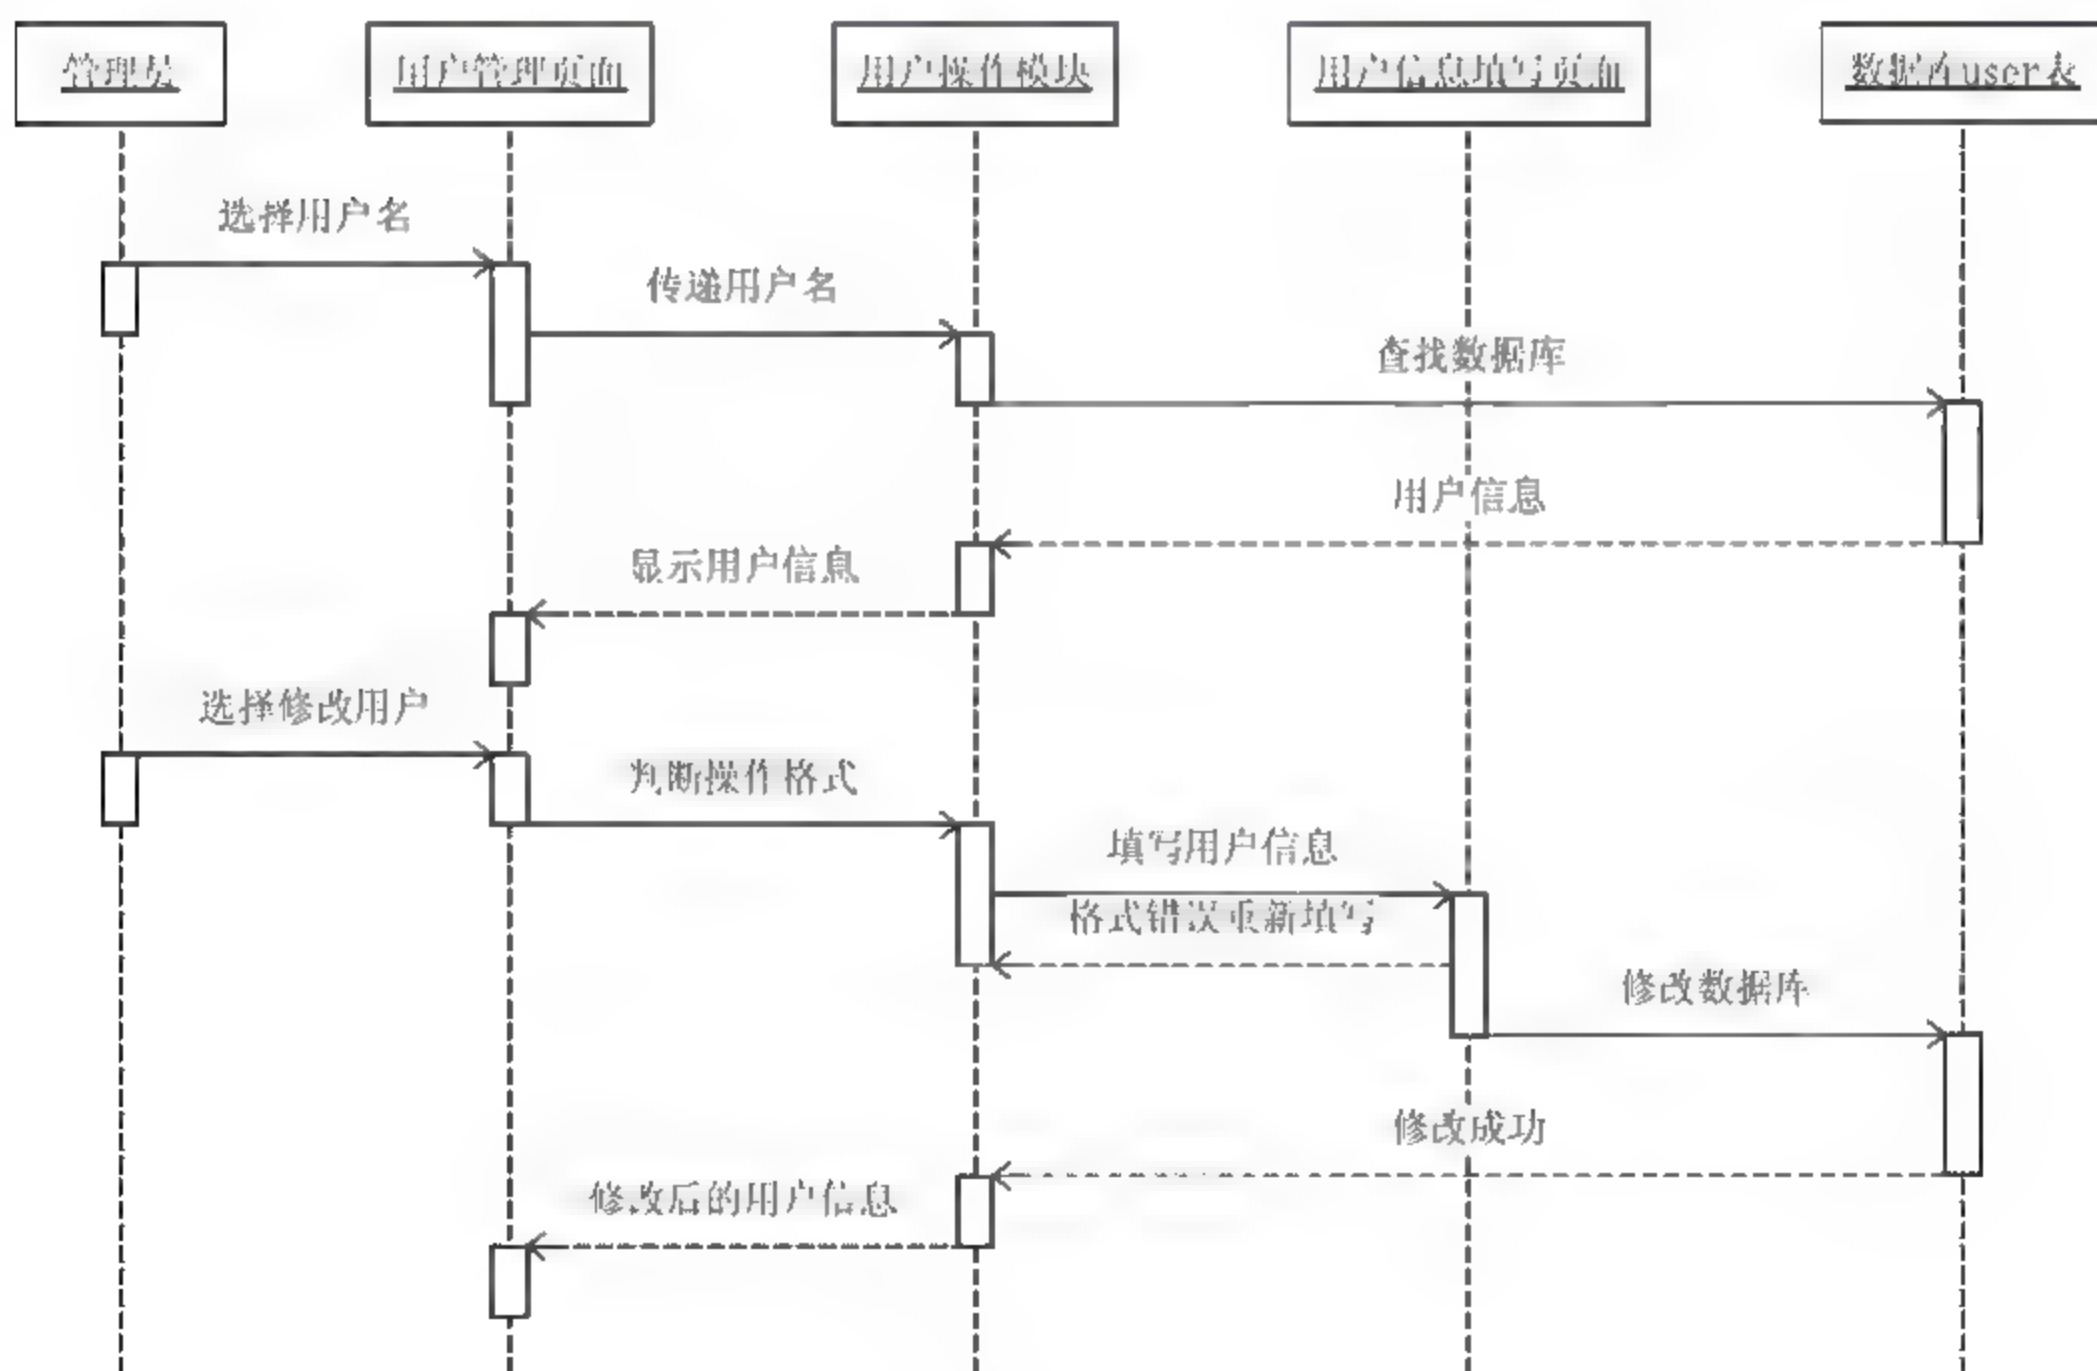 管理员
用户管理页面
用户操作模块
用户信息填写页面
数据库user表
选择用户名
传递用户名
查找数据库
用户信息
显示用户信息
选择修改用户
判断操作格式
填写用户信息
格式错误重新填写
修改数据库
修改成功
修改后的用户信息